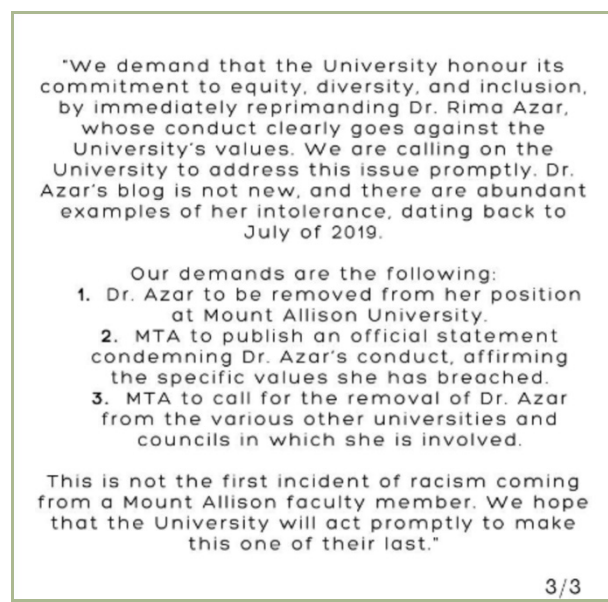 "We demand that the University honour its
commitment to equity, diversity, and inclusion,
by immediately reprimanding Dr. Rima Azar,
whose conduct clearly goes against the
University's values. We are calling on the
University to address this issue promptly. Dr.
Azar's blog is not new, and there are abundant
examples of her intolerance, dating back to
July of 2019.
Our demands are the following:
1. Dr. Azar to be removed from her position
at Mount Allison University.
2. MTA to publish an official statement
condemning Dr. Azar's conduct, affirming
the specific values she has breached.
3. MTA to call for the removal of Dr. Azar
from the various other universities and
councils in which she is involved.
This is not the first incident of racism coming
from a Mount Allison faculty member. We hope
that the University will act promptly to make
this one of their last."
3/3